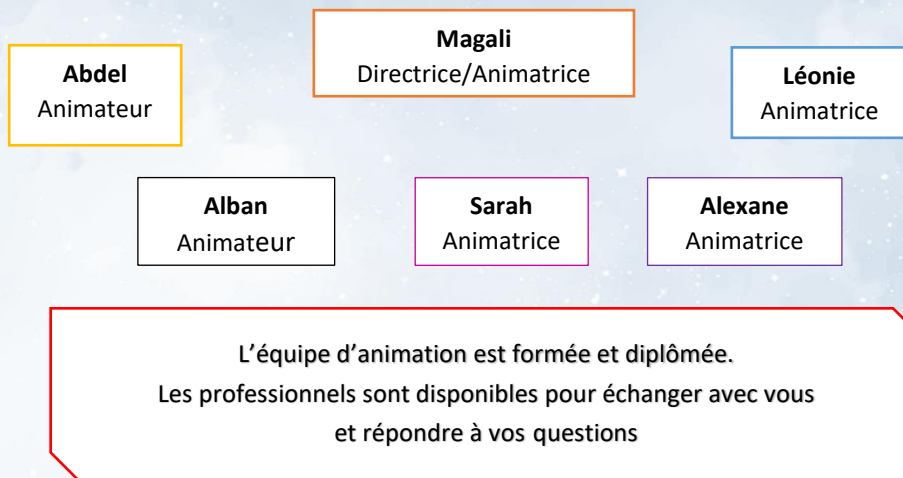 Magali
Directrice/Animatrice
Abdel
Animateur
Léonie
Animatrice
Alban
Animateur
Sarah
Animatrice
Alexane
Animatrice
L'équipe d'animation est formée et diplômée.
Les professionnels sont disponibles pour échanger avec vous
et répondre à vos questions